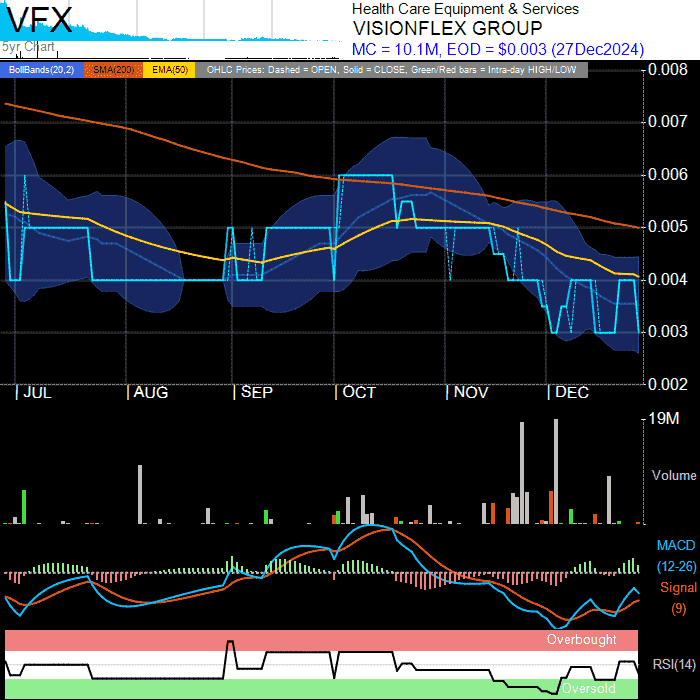 VFX
5yr Chart
Health Care Equipment & Services
VISIONFLEX GROUP
MC = 10.1M, EOD = $0.003 (27Dec2024)
BollBands(20,2) SMA(200) EMA(50) OHLC Prices: Dashed = OPEN, Solid = CLOSE, Green/Red bars = Intra-day HIGH/LOW
0.008
0.007
0.006
0.005
0.004
0.003
0.002
JUL AUG SEP OCT NOV DEC
19M
Volume
MACD
(12-26)
Signal
(9)
Overbought
RSI(14)
Oversold